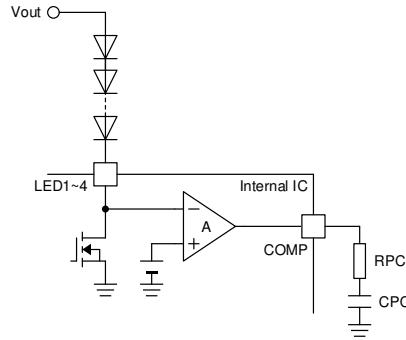 Vout
LED1~4
Internal IC
−
A
+
COMP
RPC
CPC